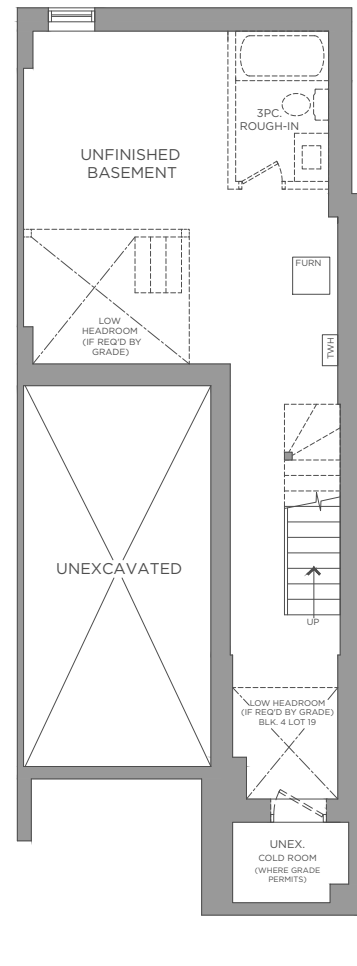 3PC.
ROUGH-IN
UNFINISHED
BASEMENT
FURN
LOW
HEADROOM
(IF REQ'D BY
GRADE)
TWH
UNEXCAVATED
UP
LOW HEADROOM
(IF REQ'D BY GRADE)
BLK. 4 LOT 19
UNEX.
COLD ROOM
(WHERE GRADE
PERMITS)